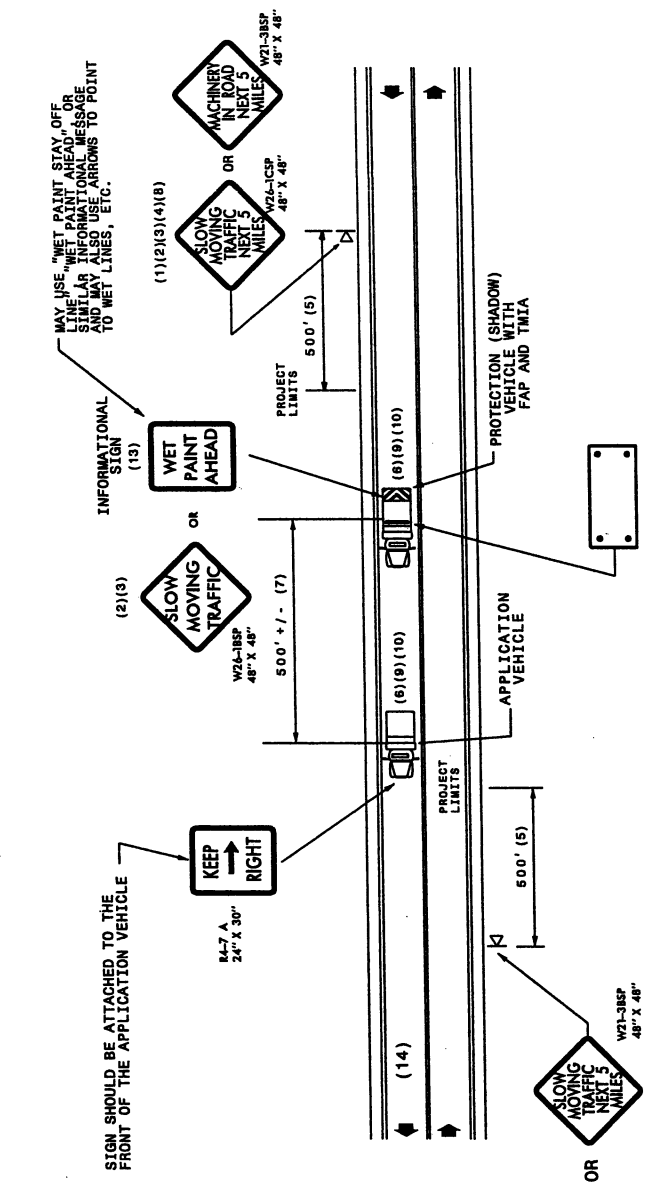 MAY USE "WET PAINT STAY OFF
LINE" "WET PAINT AHEAD", OR
SIMILAR INFORMATIONAL MESSAGE
AND MAY ALSO USE ARROWS TO POINT
TO WET LINES, ETC.
SIGN SHOULD BE ATTACHED TO THE
FRONT OF THE APPLICATION VEHICLE
KEEP
RIGHT
R4-7 A
24" X 30"
(2)(3)
SLOW
MOVING
TRAFFIC
W26-1BSP
48" X 48"
OR
INFORMATIONAL
SIGN
(13)
WET
PAINT
AHEAD
(1)(2)(3)(4)(8)
SLOW
MOVING
TRAFFIC
NEXT 5
MILES
W26-1CSP
48" X 48"
OR
MACHINERY
IN ROAD
NEXT 5
MILES
W21-3BSP
48" X 48"
500' +/- (7)
PROJECT
LIMITS
500' (5)
(14)
(6)(9)(10)
(6)(9)(10)
PROJECT
LIMITS
500' (5)
APPLICATION
VEHICLE
PROTECTION (SHADOW)
VEHICLE WITH
FAP AND TMIA
OR
SLOW
MOVING
TRAFFIC
NEXT 5
MILES
W21-3BSP
48" X 48"